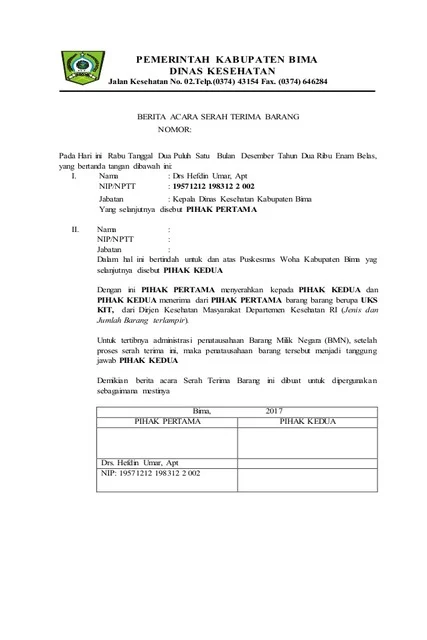 PEMERINTAH KABUPATEN BIMA
DINAS KESEHATAN
Jalan Kesehatan No. 02.Telp.(0374) 43154 Fax. (0374) 646284
BERITA ACARA SERAH TERIMA BARANG
NOMOR:
Pada Hari ini Rabu Tanggal Dua Puluh Satu Bulan Desember Tahun Dua Ribu Enam Belas,
yang bertanda tangan dibawah ini:
I. Nama : Drs Hefdin Umar, Apt
NIP/NPTT : 19571212 198312 2 002
Jabatan : Kepala Dinas Kesehatan Kabupaten Bima
Yang selanjutnya disebut PIHAK PERTAMA
II. Nama :
NIP/NPTT :
Jabatan :
Dalam hal ini bertindah untuk dan atas Puskesmas Woha Kabupaten Bima yag
selanjutnya disebut PIHAK KEDUA
Dengan ini PIHAK PERTAMA menyerahkan kepada PIHAK KEDUA dan
PIHAK KEDUA menerima dari PIHAK PERTAMA barang barang berupa UKS
KIT, dari Dirjen Kesehatan Masyarakat Departemen Kesehatan RI (Jenis dan
Jumlah Barang terlampir).
Untuk tertibnya administrasi penatausahaan Barang Milik Negara (BMN), setelah
proses serah terima ini, maka penatausahaan barang tersebut menjadi tanggung
jawab PIHAK KEDUA
Demikian berita acara Serah Terima Barang ini dibuat untuk dipergunakan
sebagaimana mestinya
Bima, 2017
PIHAK PERTAMA PIHAK KEDUA
Drs. Hefdin Umar, Apt
NIP: 19571212 198312 2 002